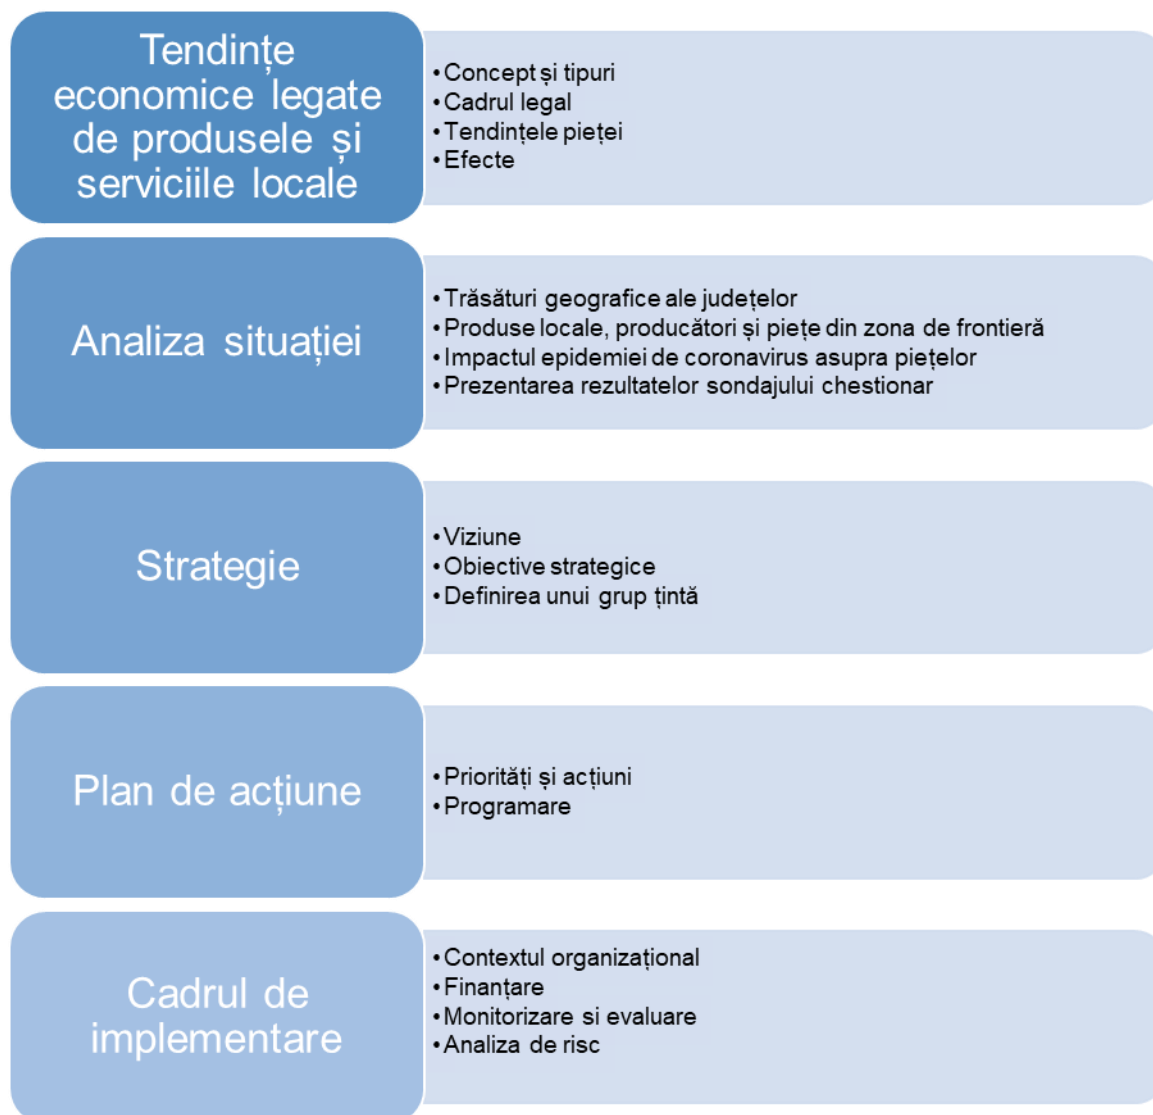 Tendințe
economice legate
de produsele și
serviciile locale
•Concept și tipuri
•Cadrul legal
•Tendințele pieței
•Efecte
Analiza situației
•Trăsături geografice ale județelor
•Produse locale, producători și piețe din zona de frontieră
•Impactul epidemiei de coronavirus asupra piețelor
•Prezentarea rezultatelor sondajului chestionar
Strategie
•Viziune
•Obiective strategice
•Definirea unui grup țintă
Plan de acțiune
•Priorități și acțiuni
•Programare
Cadrul de
implementare
•Contextul organizațional
•Finanțare
•Monitorizare si evaluare
•Analiza de risc